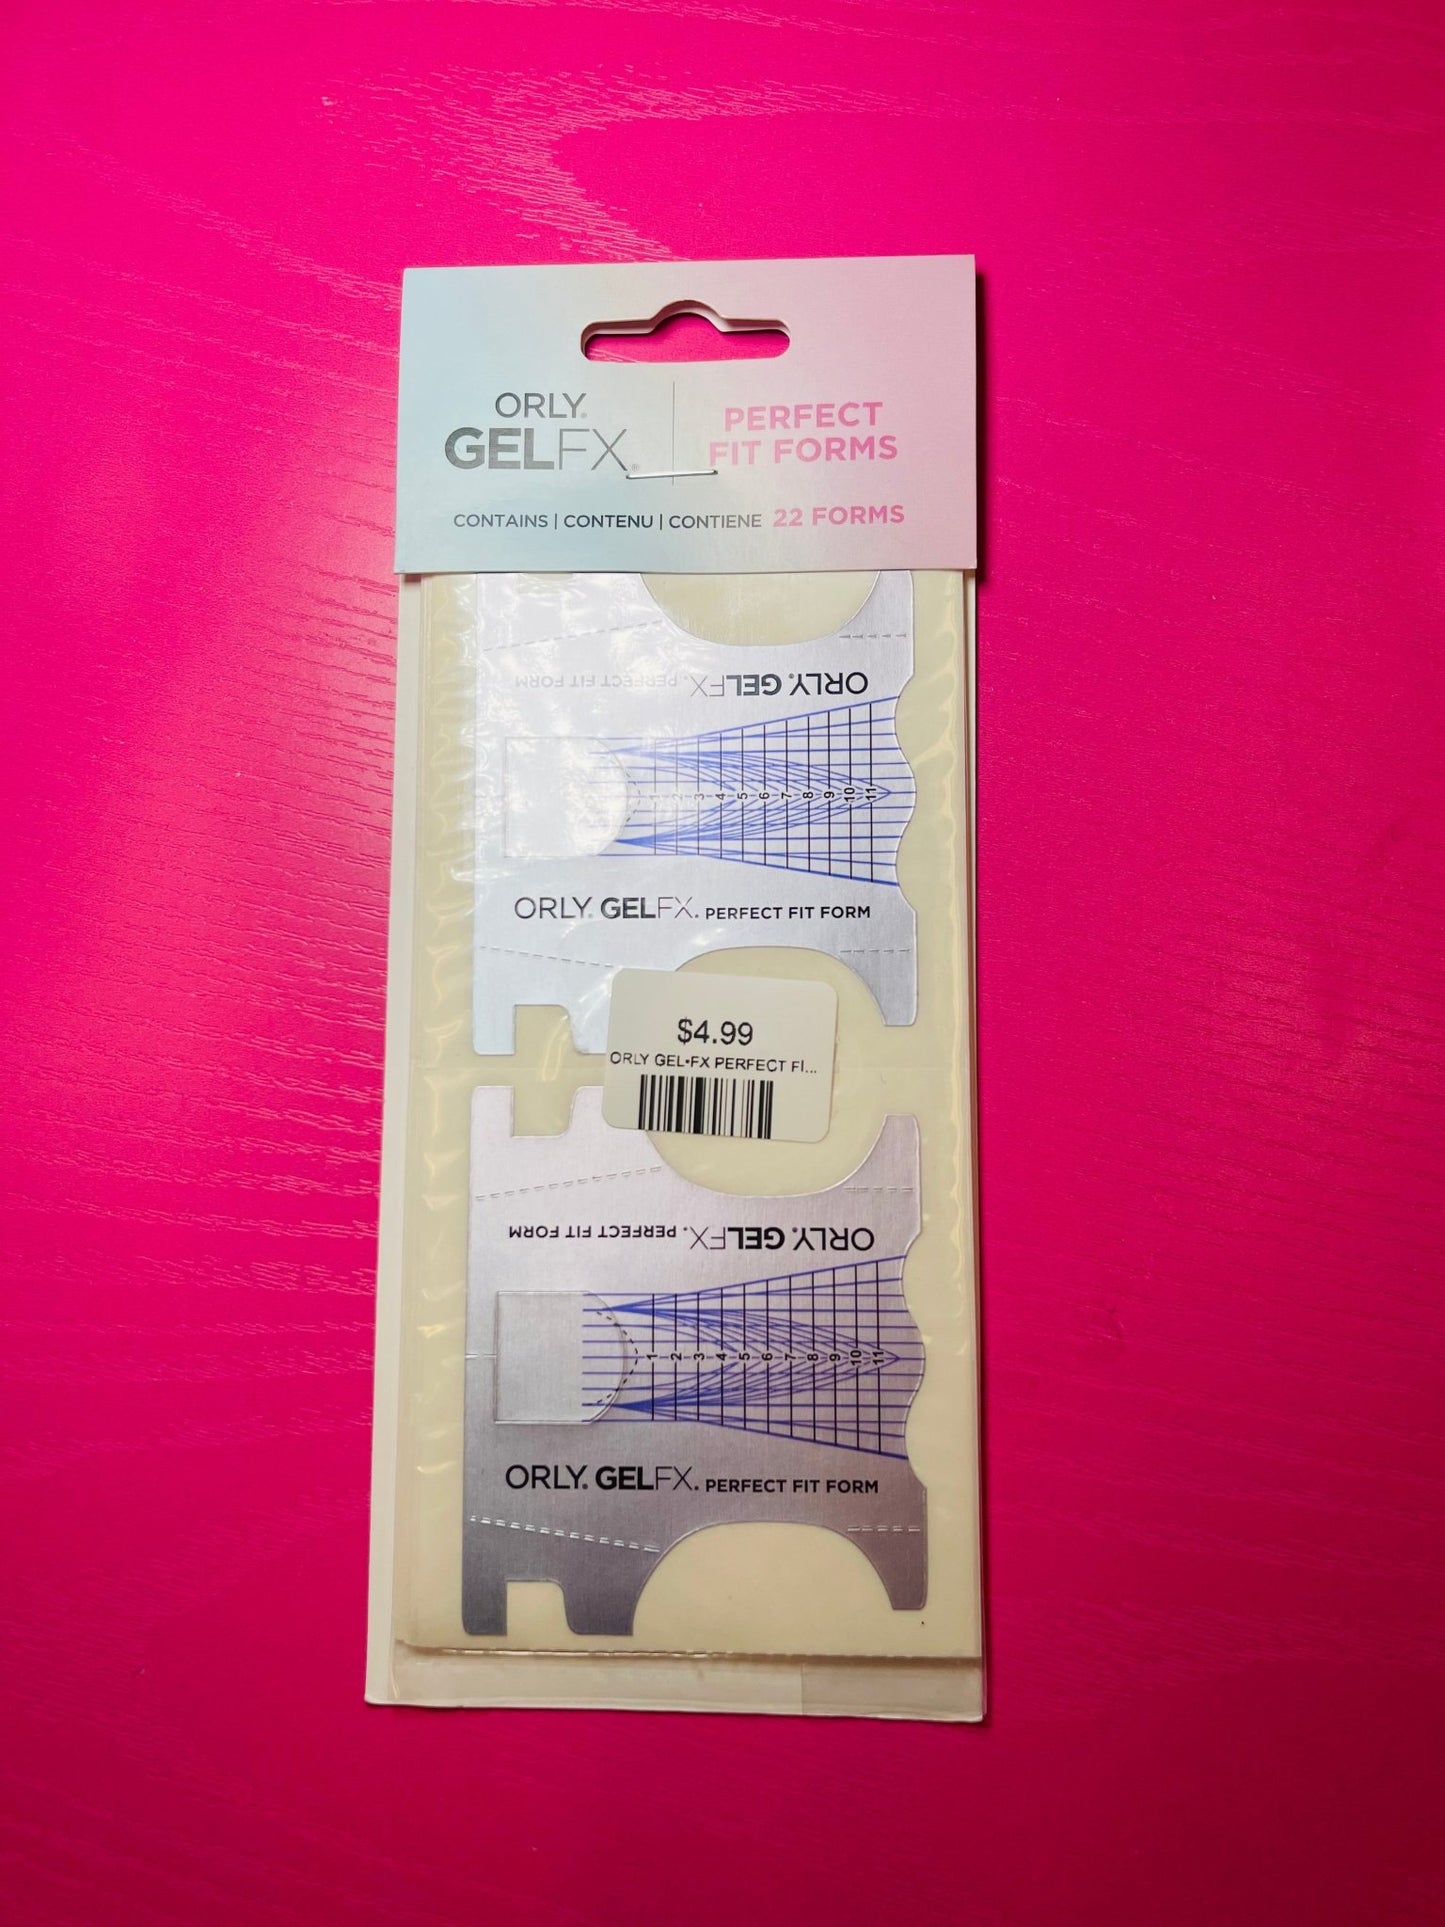 ORLY®
GELFX®
PERFECT
FIT FORMS
CONTAINS | CONTENU | CONTIENE 22 FORMS
ORLY® GELFX® PERFECT FIT FORM
1 2 3 4 5 6 7 8 9 10 11
ORLY® GELFX® PERFECT FIT FORM
$4.99
ORLY GEL•FX PERFECT FI...
ORLY® GELFX® PERFECT FIT FORM
1 2 3 4 5 6 7 8 9 10 11
ORLY® GELFX® PERFECT FIT FORM